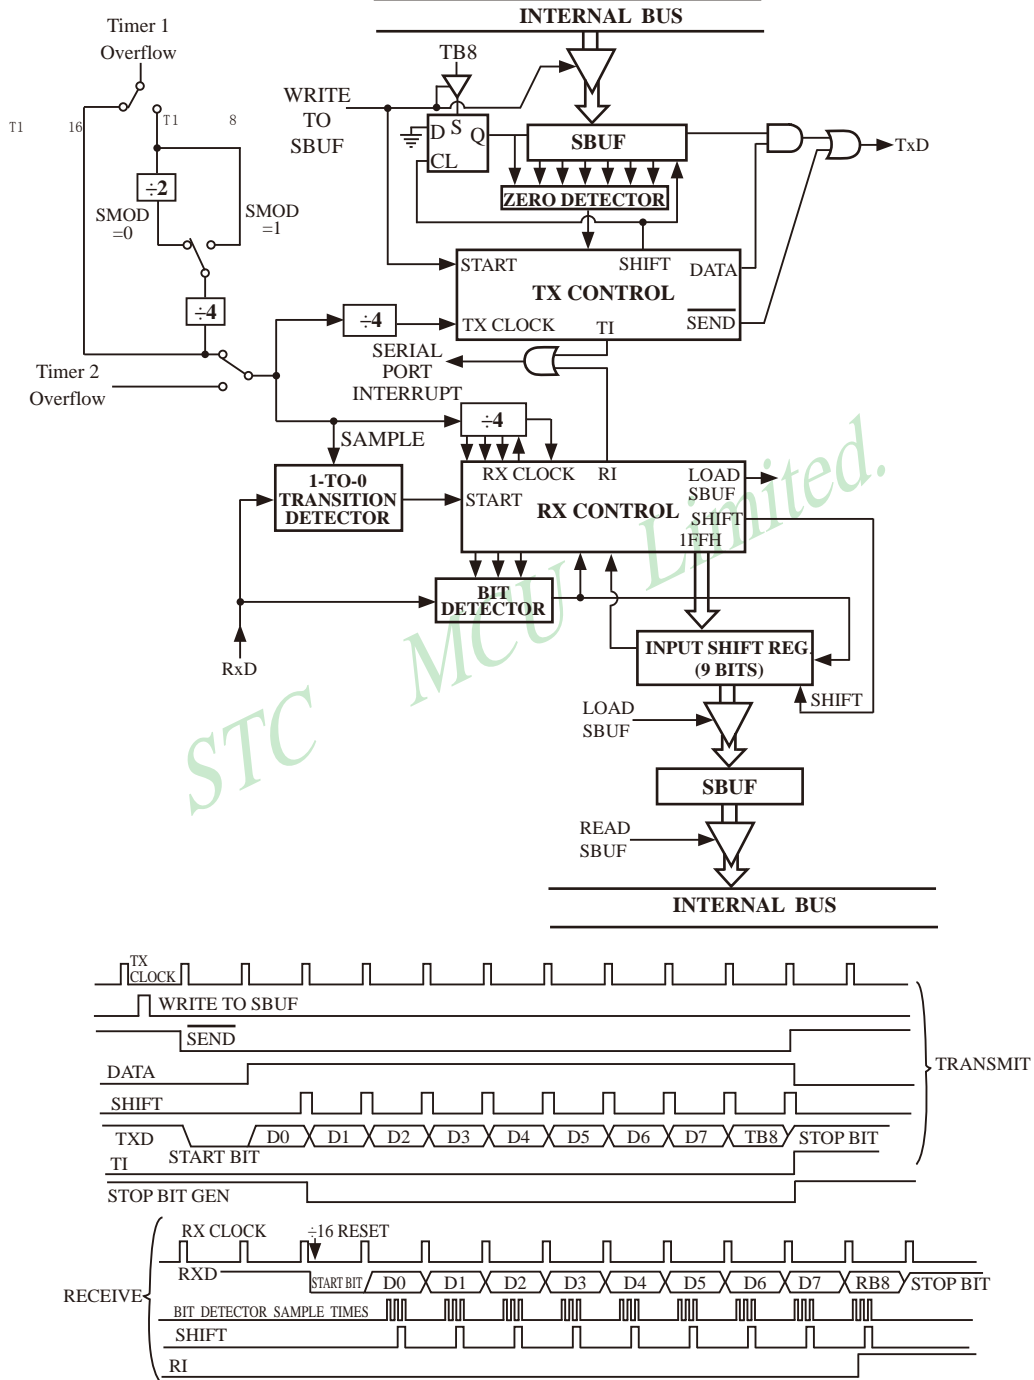 INTERNAL BUS
Timer 1
Overflow
TB8
WRITE
TO
SBUF
T1 16 T1 8
D S Q
CL
SBUF
TxD
÷2
ZERO DETECTOR
SMOD
=0
SMOD
=1
START SHIFT DATA
TX CONTROL
÷4
÷4
TX CLOCK TI SEND
SERIAL
PORT
INTERRUPT
Timer 2
Overflow
÷4
SAMPLE
1-TO-0
TRANSITION
DETECTOR
RX CLOCK RI LOAD
SBUF
START
RX CONTROL
SHIFT
1FFH
BIT
DETECTOR
RxD
INPUT SHIFT REG.
(9 BITS)
SHIFT
LOAD
SBUF
SBUF
READ
SBUF
INTERNAL BUS
STC MCU Limited.
TX
CLOCK
WRITE TO SBUF
SEND
DATA
TRANSMIT
SHIFT
TXD D0 D1 D2 D3 D4 D5 D6 D7 TB8 STOP BIT
START BIT
TI
STOP BIT GEN
RX CLOCK ÷16 RESET
RXD START BIT D0 D1 D2 D3 D4 D5 D6 D7 RB8 STOP BIT
RECEIVE
BIT DETECTOR SAMPLE TIMES
SHIFT
RI